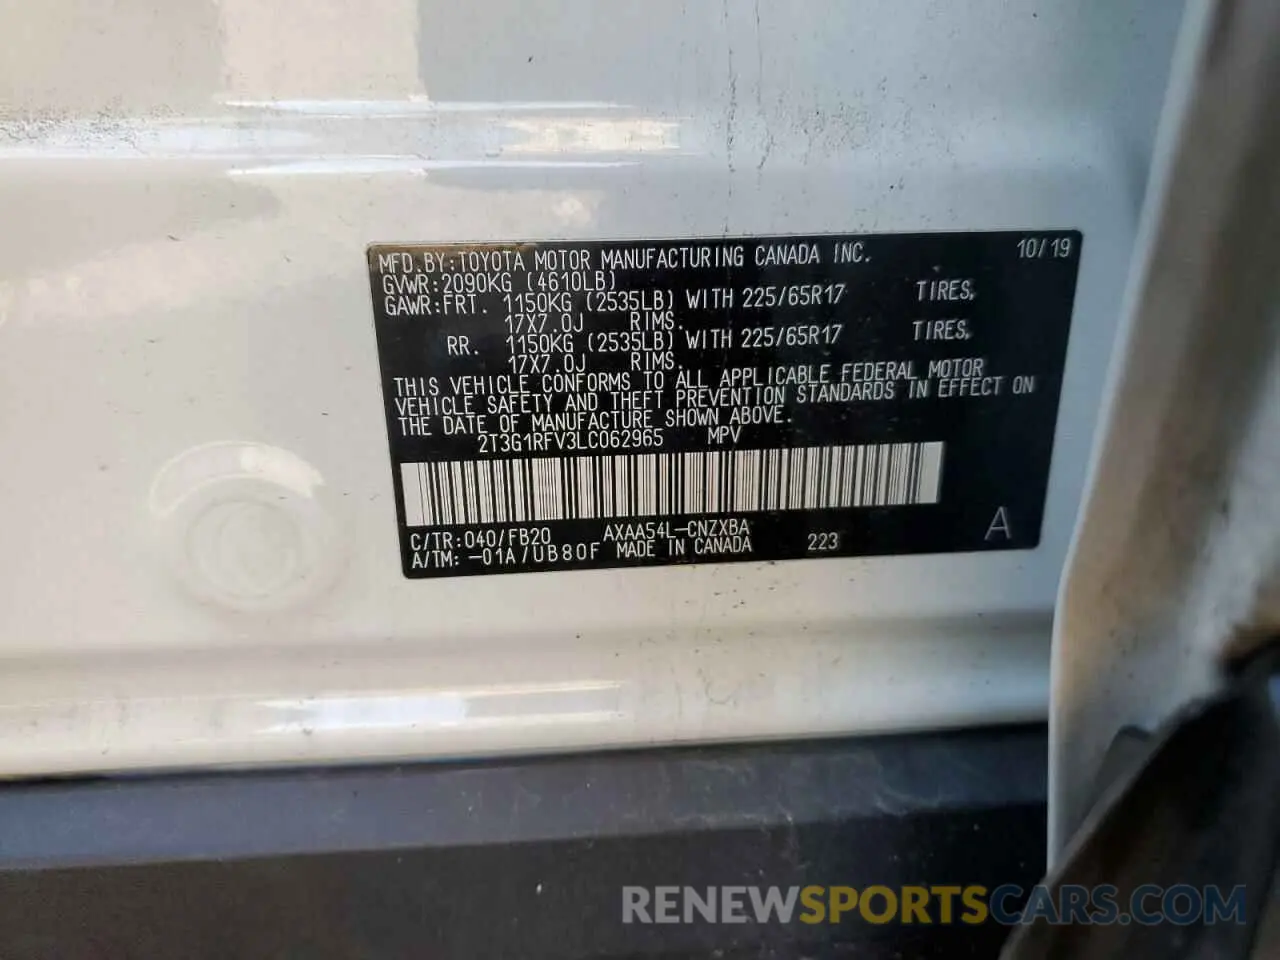 MFD.BY:TOYOTA MOTOR MANUFACTURING CANADA INC. 10/19
GVWR:2090KG (4610LB)
GAWR:FRT. 1150KG (2535LB) WITH 225/65R17 TIRES,
17X7.0J RIMS.
RR. 1150KG (2535LB) WITH 225/65R17 TIRES,
17X7.0J RIMS.
THIS VEHICLE CONFORMS TO ALL APPLICABLE FEDERAL MOTOR
VEHICLE SAFETY AND THEFT PREVENTION STANDARDS IN EFFECT ON
THE DATE OF MANUFACTURE SHOWN ABOVE.
2T3G1RFV3LC062965 MPV
C/TR:040/FB20 AXAA54L-CNZXBA
A/TM: -01A/UB80F MADE IN CANADA 223 A
RENEWSPORTSCARS.COM